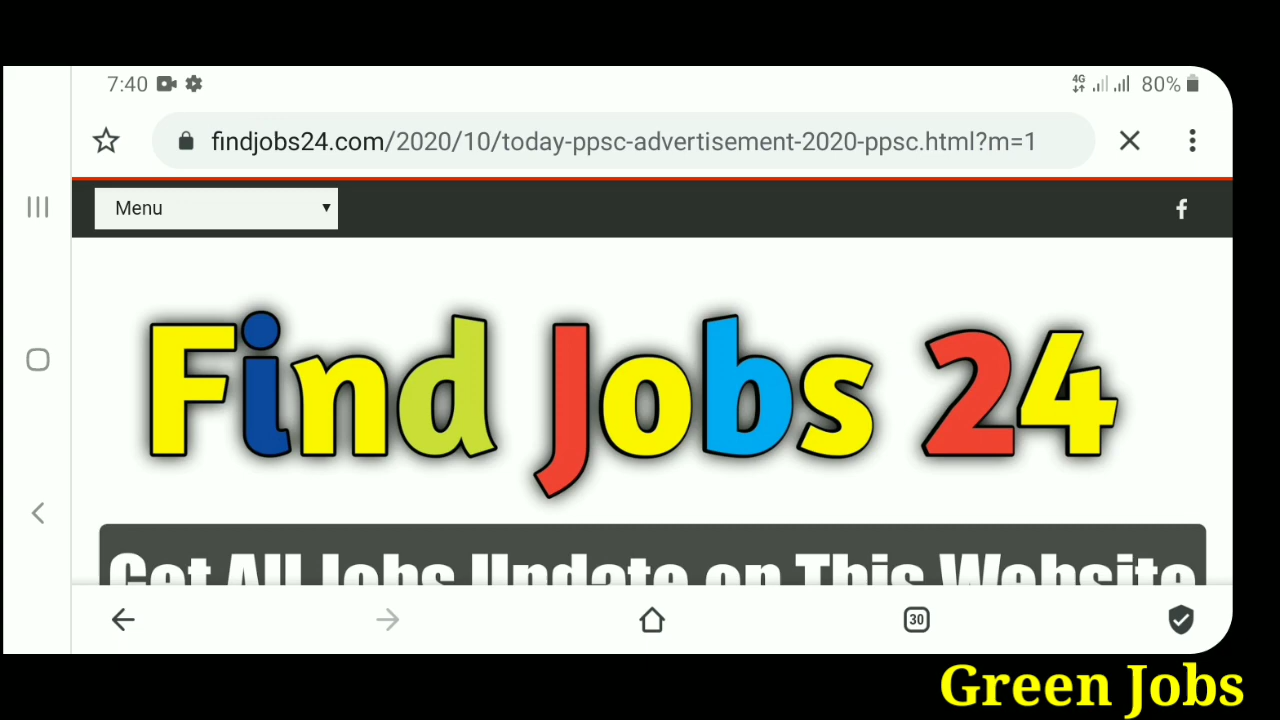 7:40 4G 80%
findjobs24.com/2020/10/today-ppsc-advertisement-2020-ppsc.html?m=1
Menu
Find Jobs 24
Get All Jobs Update on This Website
30
Green Jobs